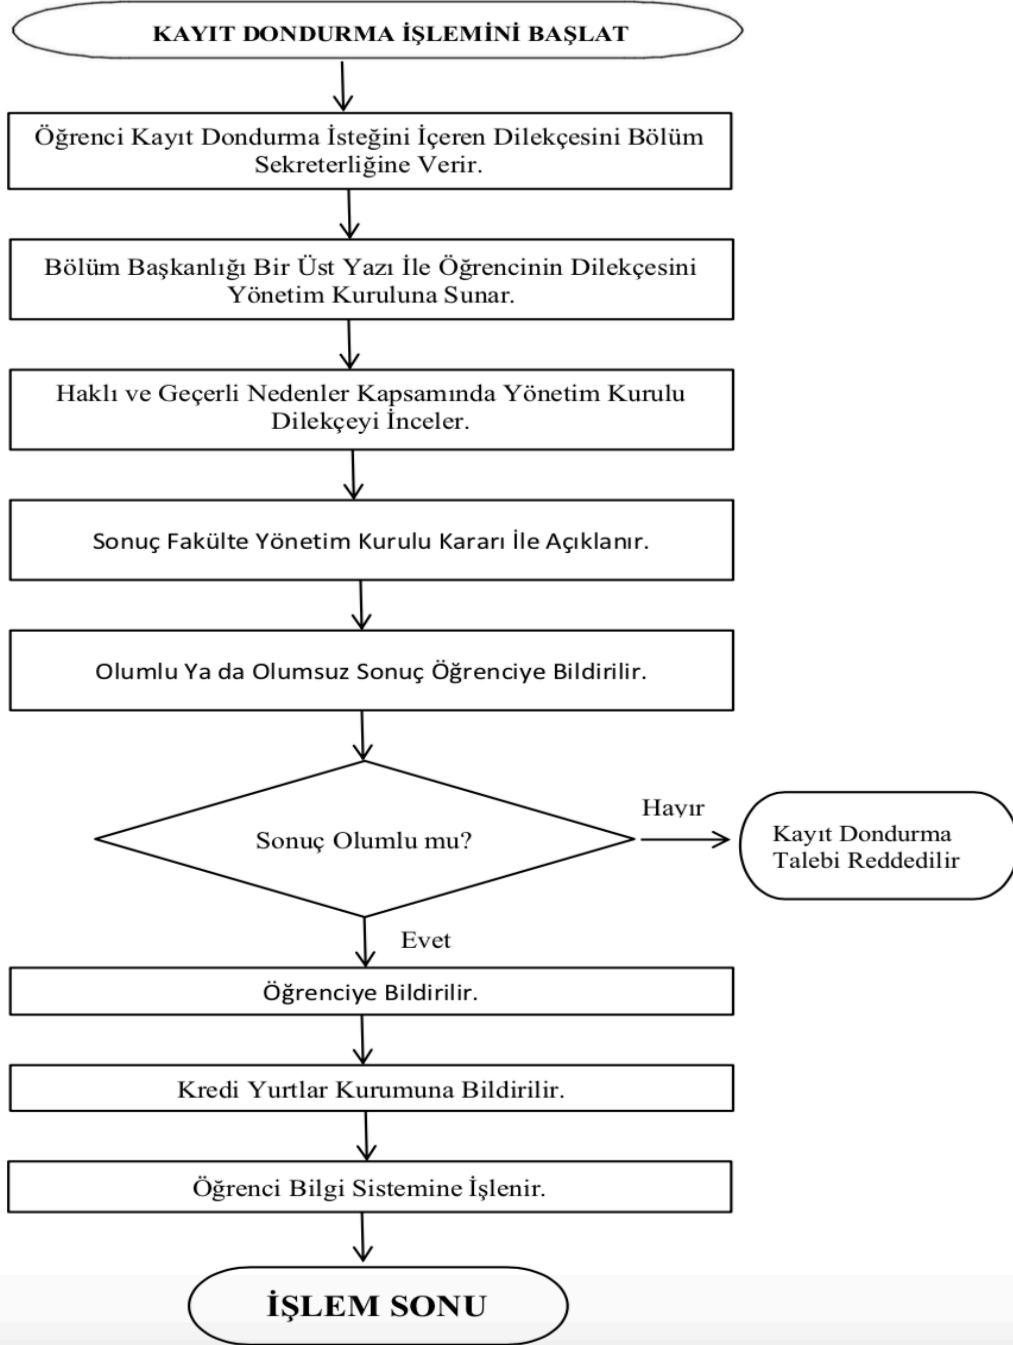 KAYIT DONDURMA İŞLEMİNİ BAŞLAT
Öğrenci Kayıt Dondurma İsteğini İçeren Dilekçesini Bölüm
Sekreterliğine Verir.
Bölüm Başkanlığı Bir Üst Yazı İle Öğrencinin Dilekçesini
Yönetim Kuruluna Sunar.
Haklı ve Geçerli Nedenler Kapsamında Yönetim Kurulu
Dilekçeyi İnceler.
Sonuç Fakülte Yönetim Kurulu Kararı İle Açıklanır.
Olumlu Ya da Olumsuz Sonuç Öğrenciye Bildirilir.
Sonuç Olumlu mu?
Hayır
Kayıt Dondurma
Talebi Reddedilir
Evet
Öğrenciye Bildirilir.
Kredi Yurtlar Kurumuna Bildirilir.
Öğrenci Bilgi Sistemine İşlenir.
İŞLEM SONU